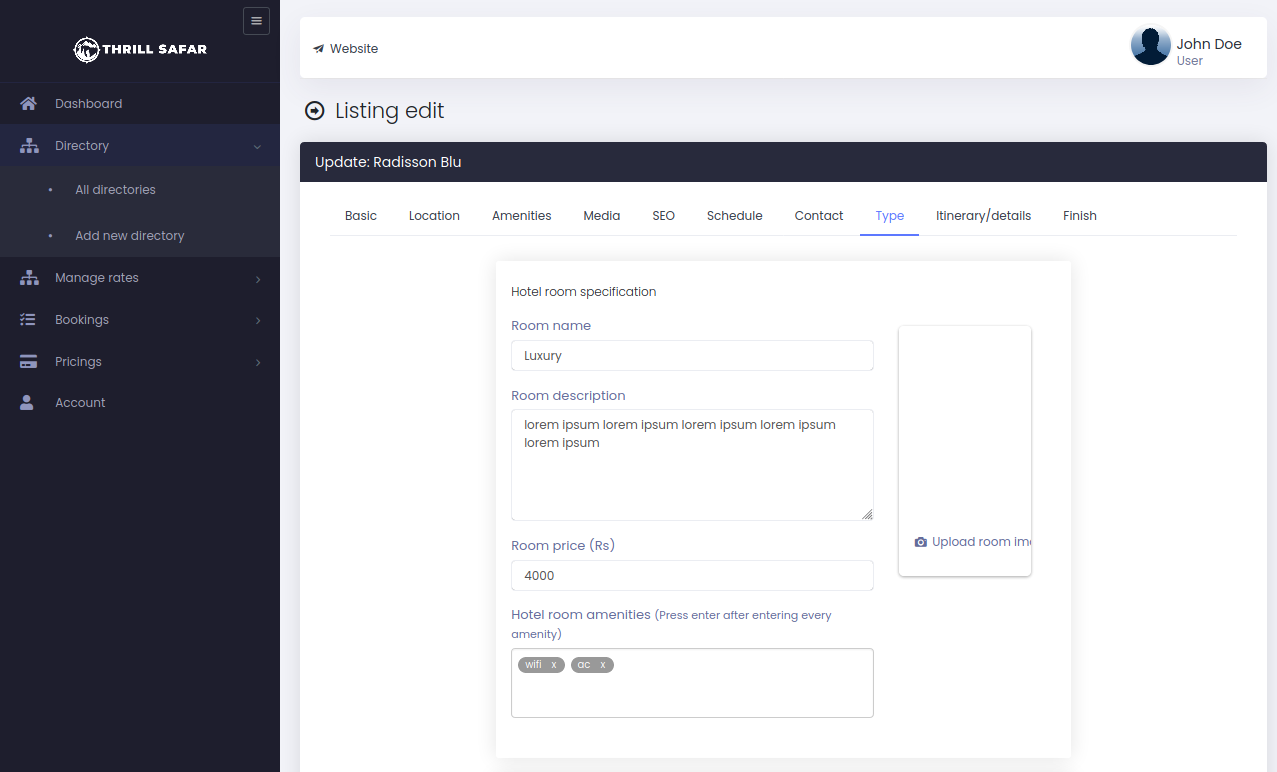 THRILL SAFAR
Dashboard
Directory
All directories
Add new directory
Manage rates
Bookings
Pricings
Account
Website
John Doe
User
Listing edit
Update: Radisson Blu
Basic Location Amenities Media SEO Schedule Contact Type Itinerary/details Finish
Hotel room specification
Room name
Luxury
Room description
lorem ipsum lorem ipsum lorem ipsum lorem ipsum
lorem ipsum
Room price (Rs)
4000
Hotel room amenities (Press enter after entering every
amenity)
wifi x ac x
Upload room im